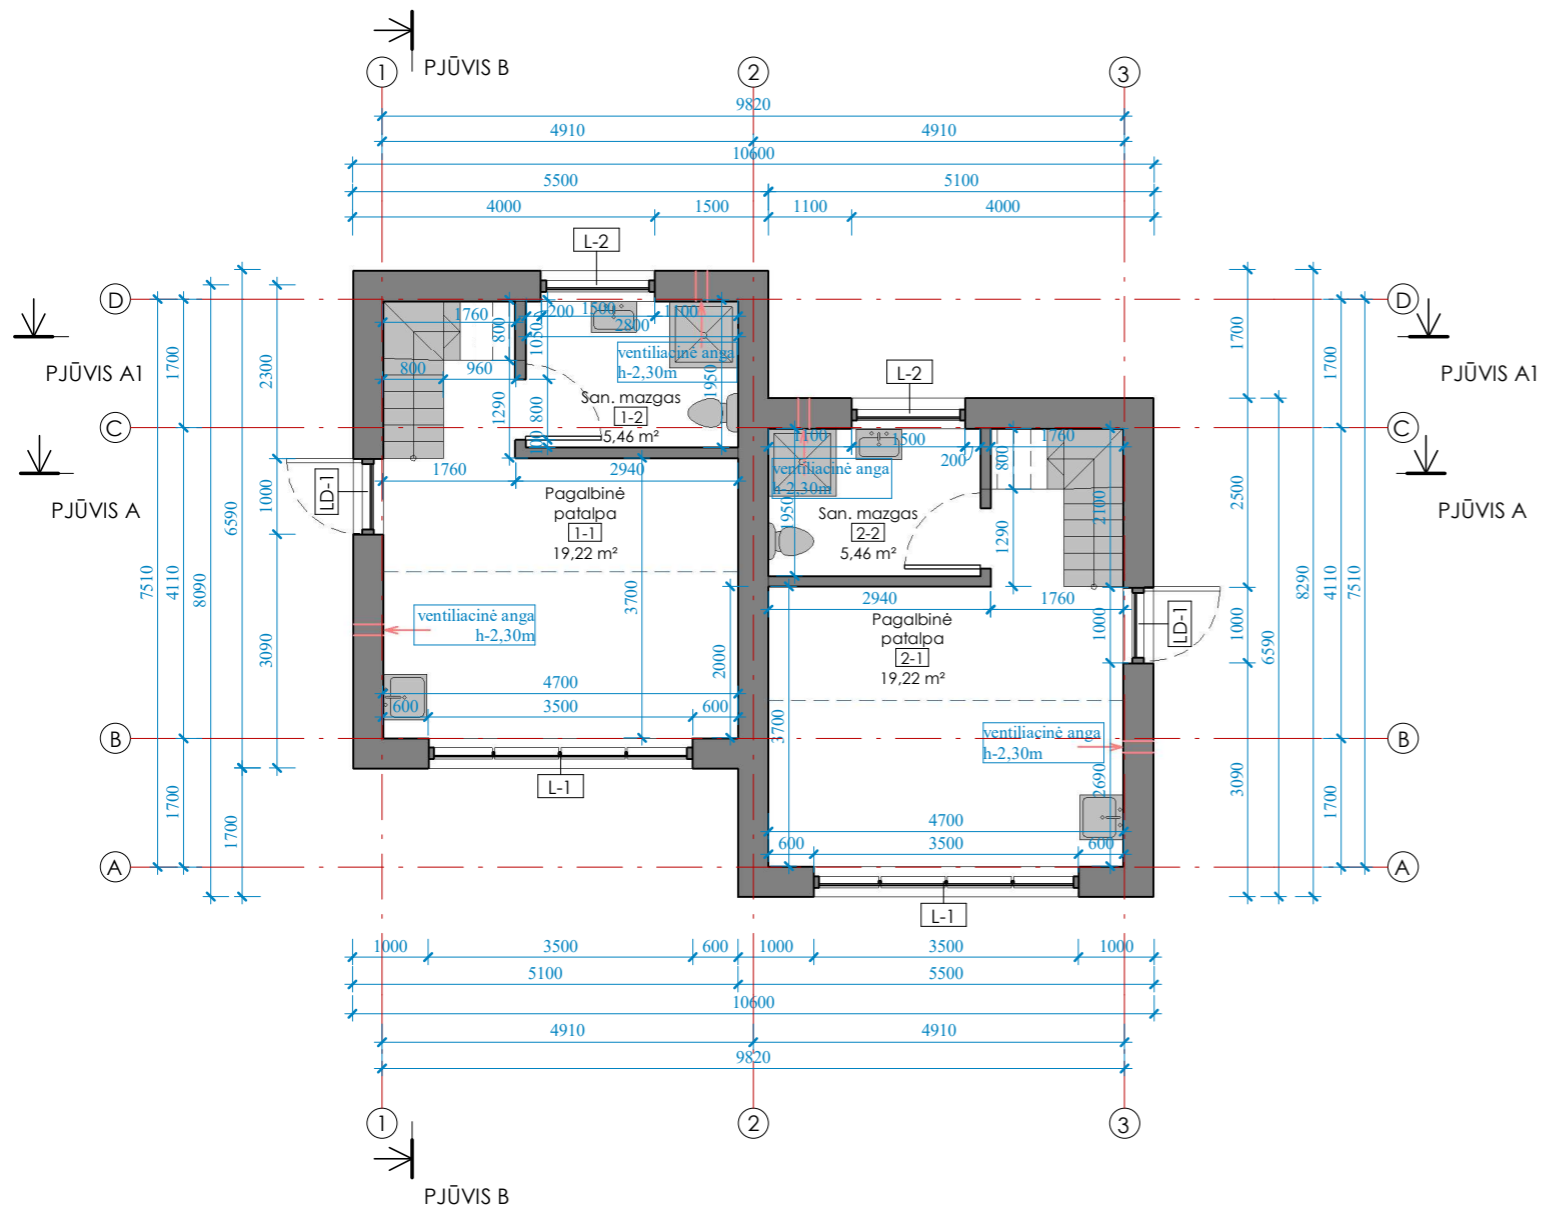 PJŪVIS B
1
2
3
9820
4910
4910
10600
5500
5100
4000
1500
1100
4000
L-2
D
D
PJŪVIS A1
PJŪVIS A1
1760
800
1050
200
1500
1100
2800
ventiliacinė anga
h-2,30m
1950
800
960
1290
800
100
San. mazgas
1-2
5,46 m²
L-2
C
C
PJŪVIS A
PJŪVIS A
1700
2300
1000
3090
6590
7510
4110
8090
1700
1700
LD-1
1760
2940
Pagalbinė
patalpa
1-1
19,22 m²
ventiliacinė anga
h-2,30m
3700
2000
4700
600
3500
600
L-1
1100
1500
200
1760
800
ventiliacinė anga
h-2,30m
1950
San. mazgas
2-2
5,46 m²
1290
2100
2940
1760
1000
LD-1
Pagalbinė
patalpa
2-1
19,22 m²
3700
ventiliacinė anga
h-2,30m
2690
4700
600
3500
600
L-1
1700
1700
2500
1000
3090
6590
8290
4110
7510
1700
B
B
A
A
1000
3500
600
1000
3500
1000
5100
5500
10600
4910
4910
9820
1
2
3
PJŪVIS B